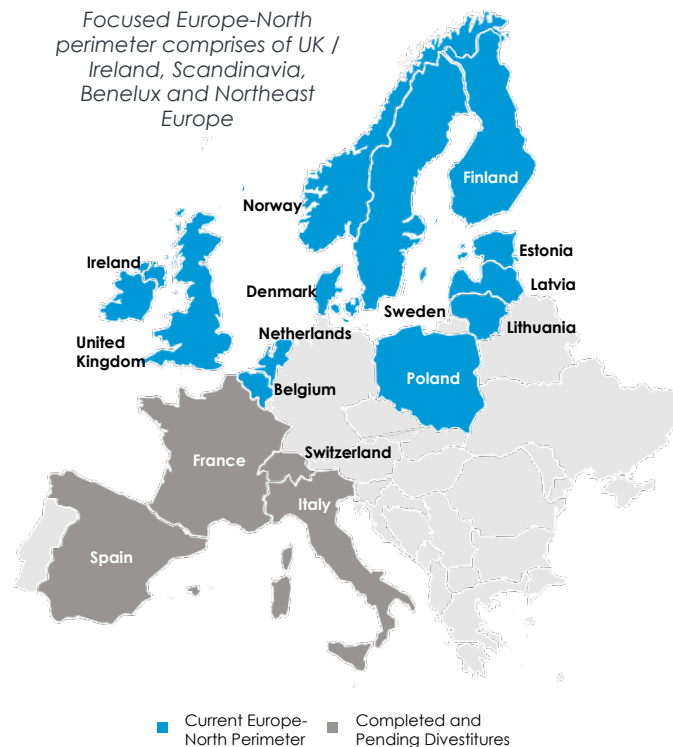 Focused Europe-North
perimeter comprises of UK /
Ireland, Scandinavia,
Benelux and Northeast
Europe
Finland
Norway
Estonia
Ireland
Latvia
Denmark
Sweden
Lithuania
Netherlands
United
Kingdom
Poland
Belgium
Switzerland
France
Italy
Spain
Current Europe-
North Perimeter
Completed and
Pending Divestitures